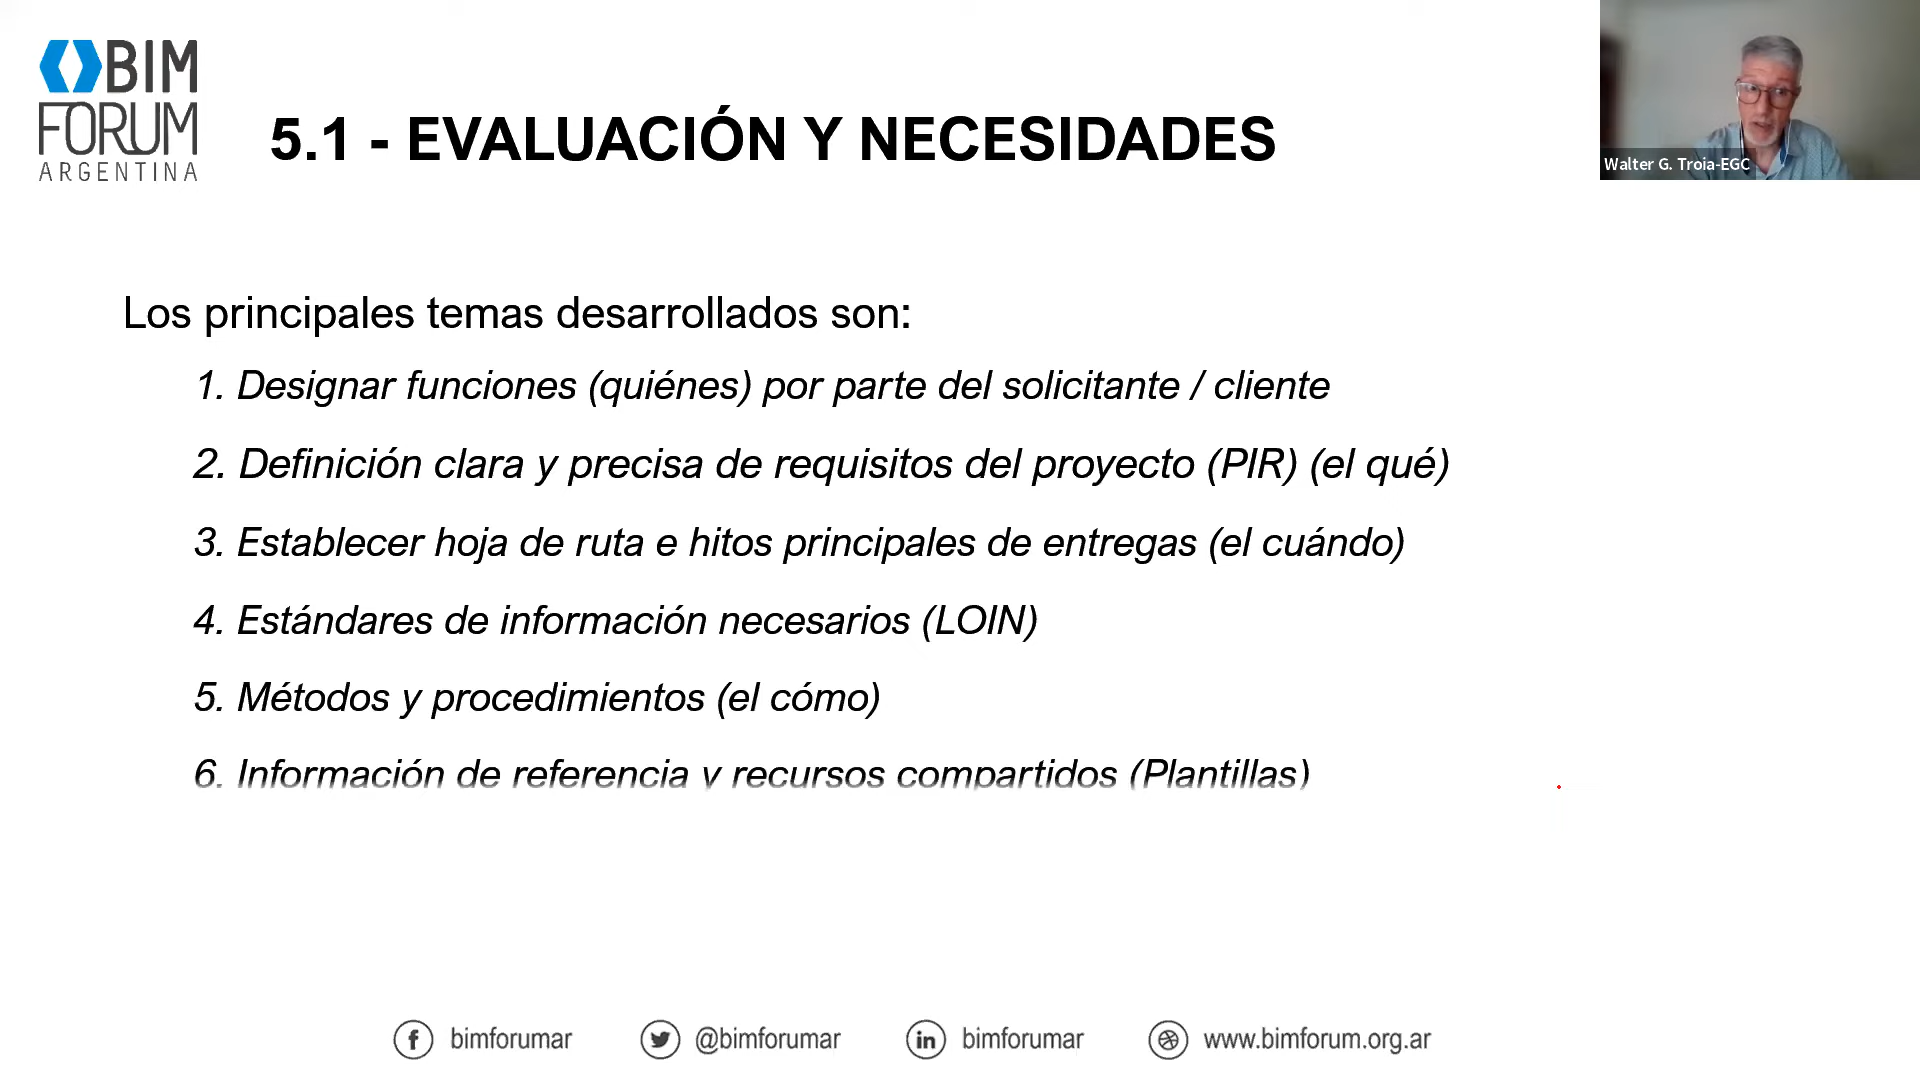 BIM
FORUM
ARGENTINA
5.1 - EVALUACIÓN Y NECESIDADES
Walter G. Troia-EGC
Los principales temas desarrollados son:
1. Designar funciones (quiénes) por parte del solicitante / cliente
2. Definición clara y precisa de requisitos del proyecto (PIR) (el qué)
3. Establecer hoja de ruta e hitos principales de entregas (el cuándo)
4. Estándares de información necesarios (LOIN)
5. Métodos y procedimientos (el cómo)
6. Información de referencia y recursos compartidos (Plantillas)
bimforumar
@bimforumar
bimforumar
www.bimforum.org.ar